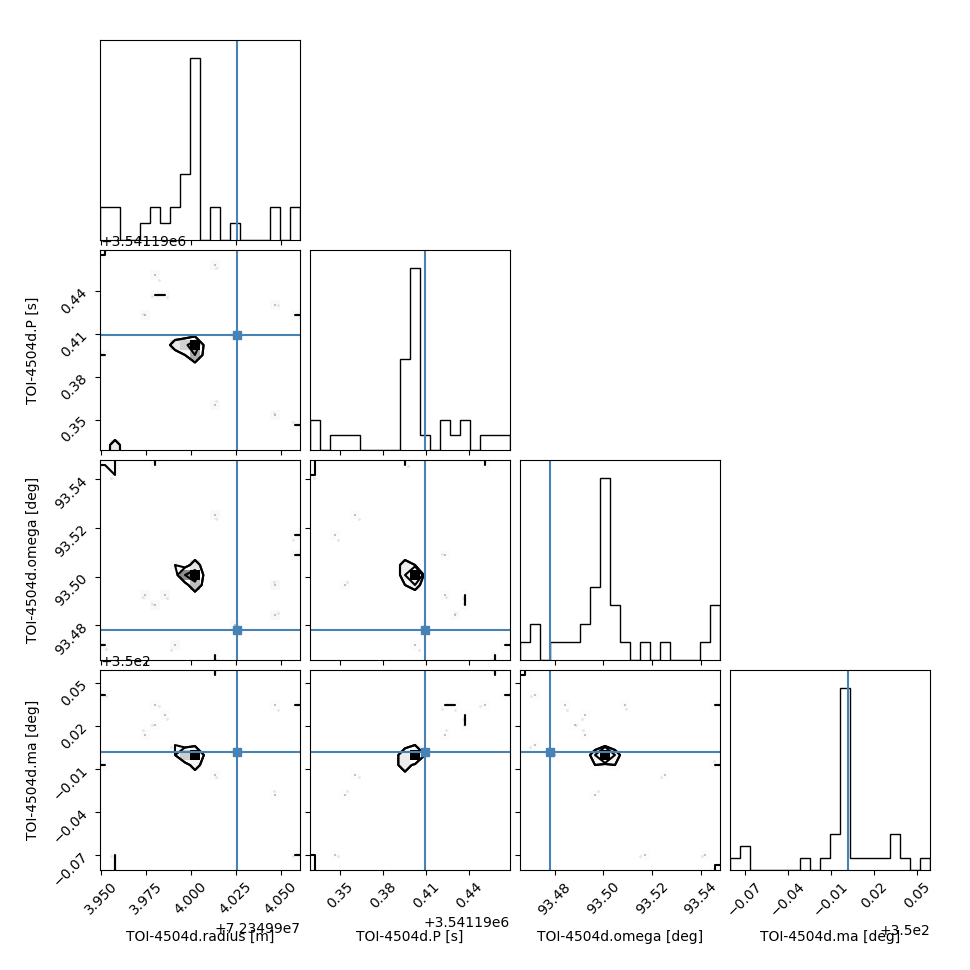 +3.54119e6
TOI-4504d.P [s]
0.44
0.41
0.38
0.35
TOI-4504d.omega [deg]
93.54
93.52
93.50
93.48
+3.5e2
TOI-4504d.ma [deg]
0.05
0.02
−0.01
−0.04
−0.07
3.950 3.975 4.000 4.025 4.050
+7.23499e7
TOI-4504d.radius [m]
0.35 0.38 0.41 0.44
+3.54119e6
TOI-4504d.P [s]
93.48 93.50 93.52 93.54
TOI-4504d.omega [deg]
−0.07 −0.04 −0.01 0.02 0.05
+3.5e2
TOI-4504d.ma [deg]